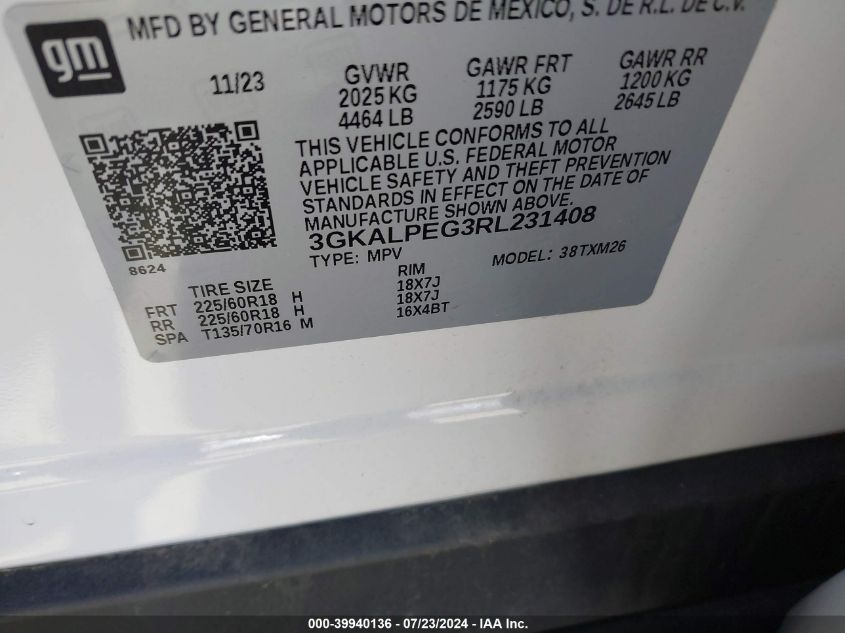 gm
MFD BY GENERAL MOTORS DE MEXICO, S. DE R.L. DE C.V.
11/23 GVWR GAWR FRT GAWR RR
2025 KG 1175 KG 1200 KG
4464 LB 2590 LB 2645 LB
THIS VEHICLE CONFORMS TO ALL
APPLICABLE U.S. FEDERAL MOTOR
VEHICLE SAFETY AND THEFT PREVENTION
STANDARDS IN EFFECT ON THE DATE OF
MANUFACTURE SHOWN ABOVE.
3GKALPEG3RL231408
8624
TYPE: MPV MODEL: 38TXM26
TIRE SIZE RIM
FRT 225/60R18 H 18X7J
RR 225/60R18 H 18X7J
SPA T135/70R16 M 16X4BT
000-39940136 - 07/23/2024 - IAA Inc.